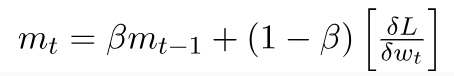 m_t = βm_{t−1} + (1 − β) [δL/δw_t]